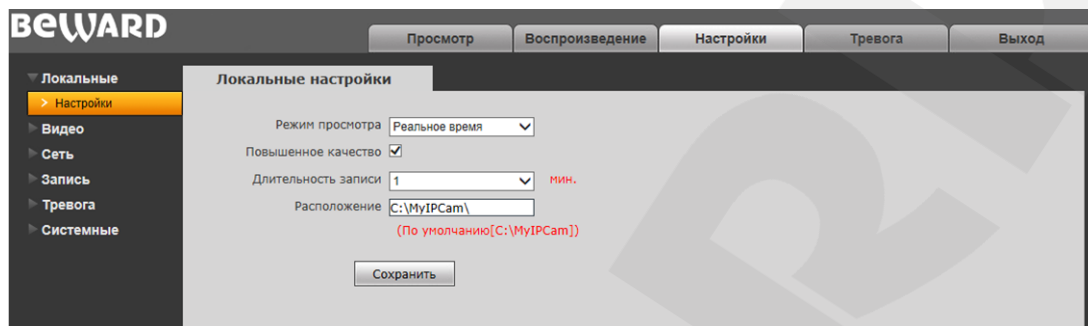 BEWARD
Просмотр Воспроизведение Настройки Тревога Выход
Локальные
> Настройки
Видео
Сеть
Запись
Тревога
Системные
Локальные настройки
Режим просмотра Реальное время
Повышенное качество
Длительность записи 1 мин.
Расположение C:\MyIPCam\
(По умолчанию[C:\MyIPCam])
Сохранить